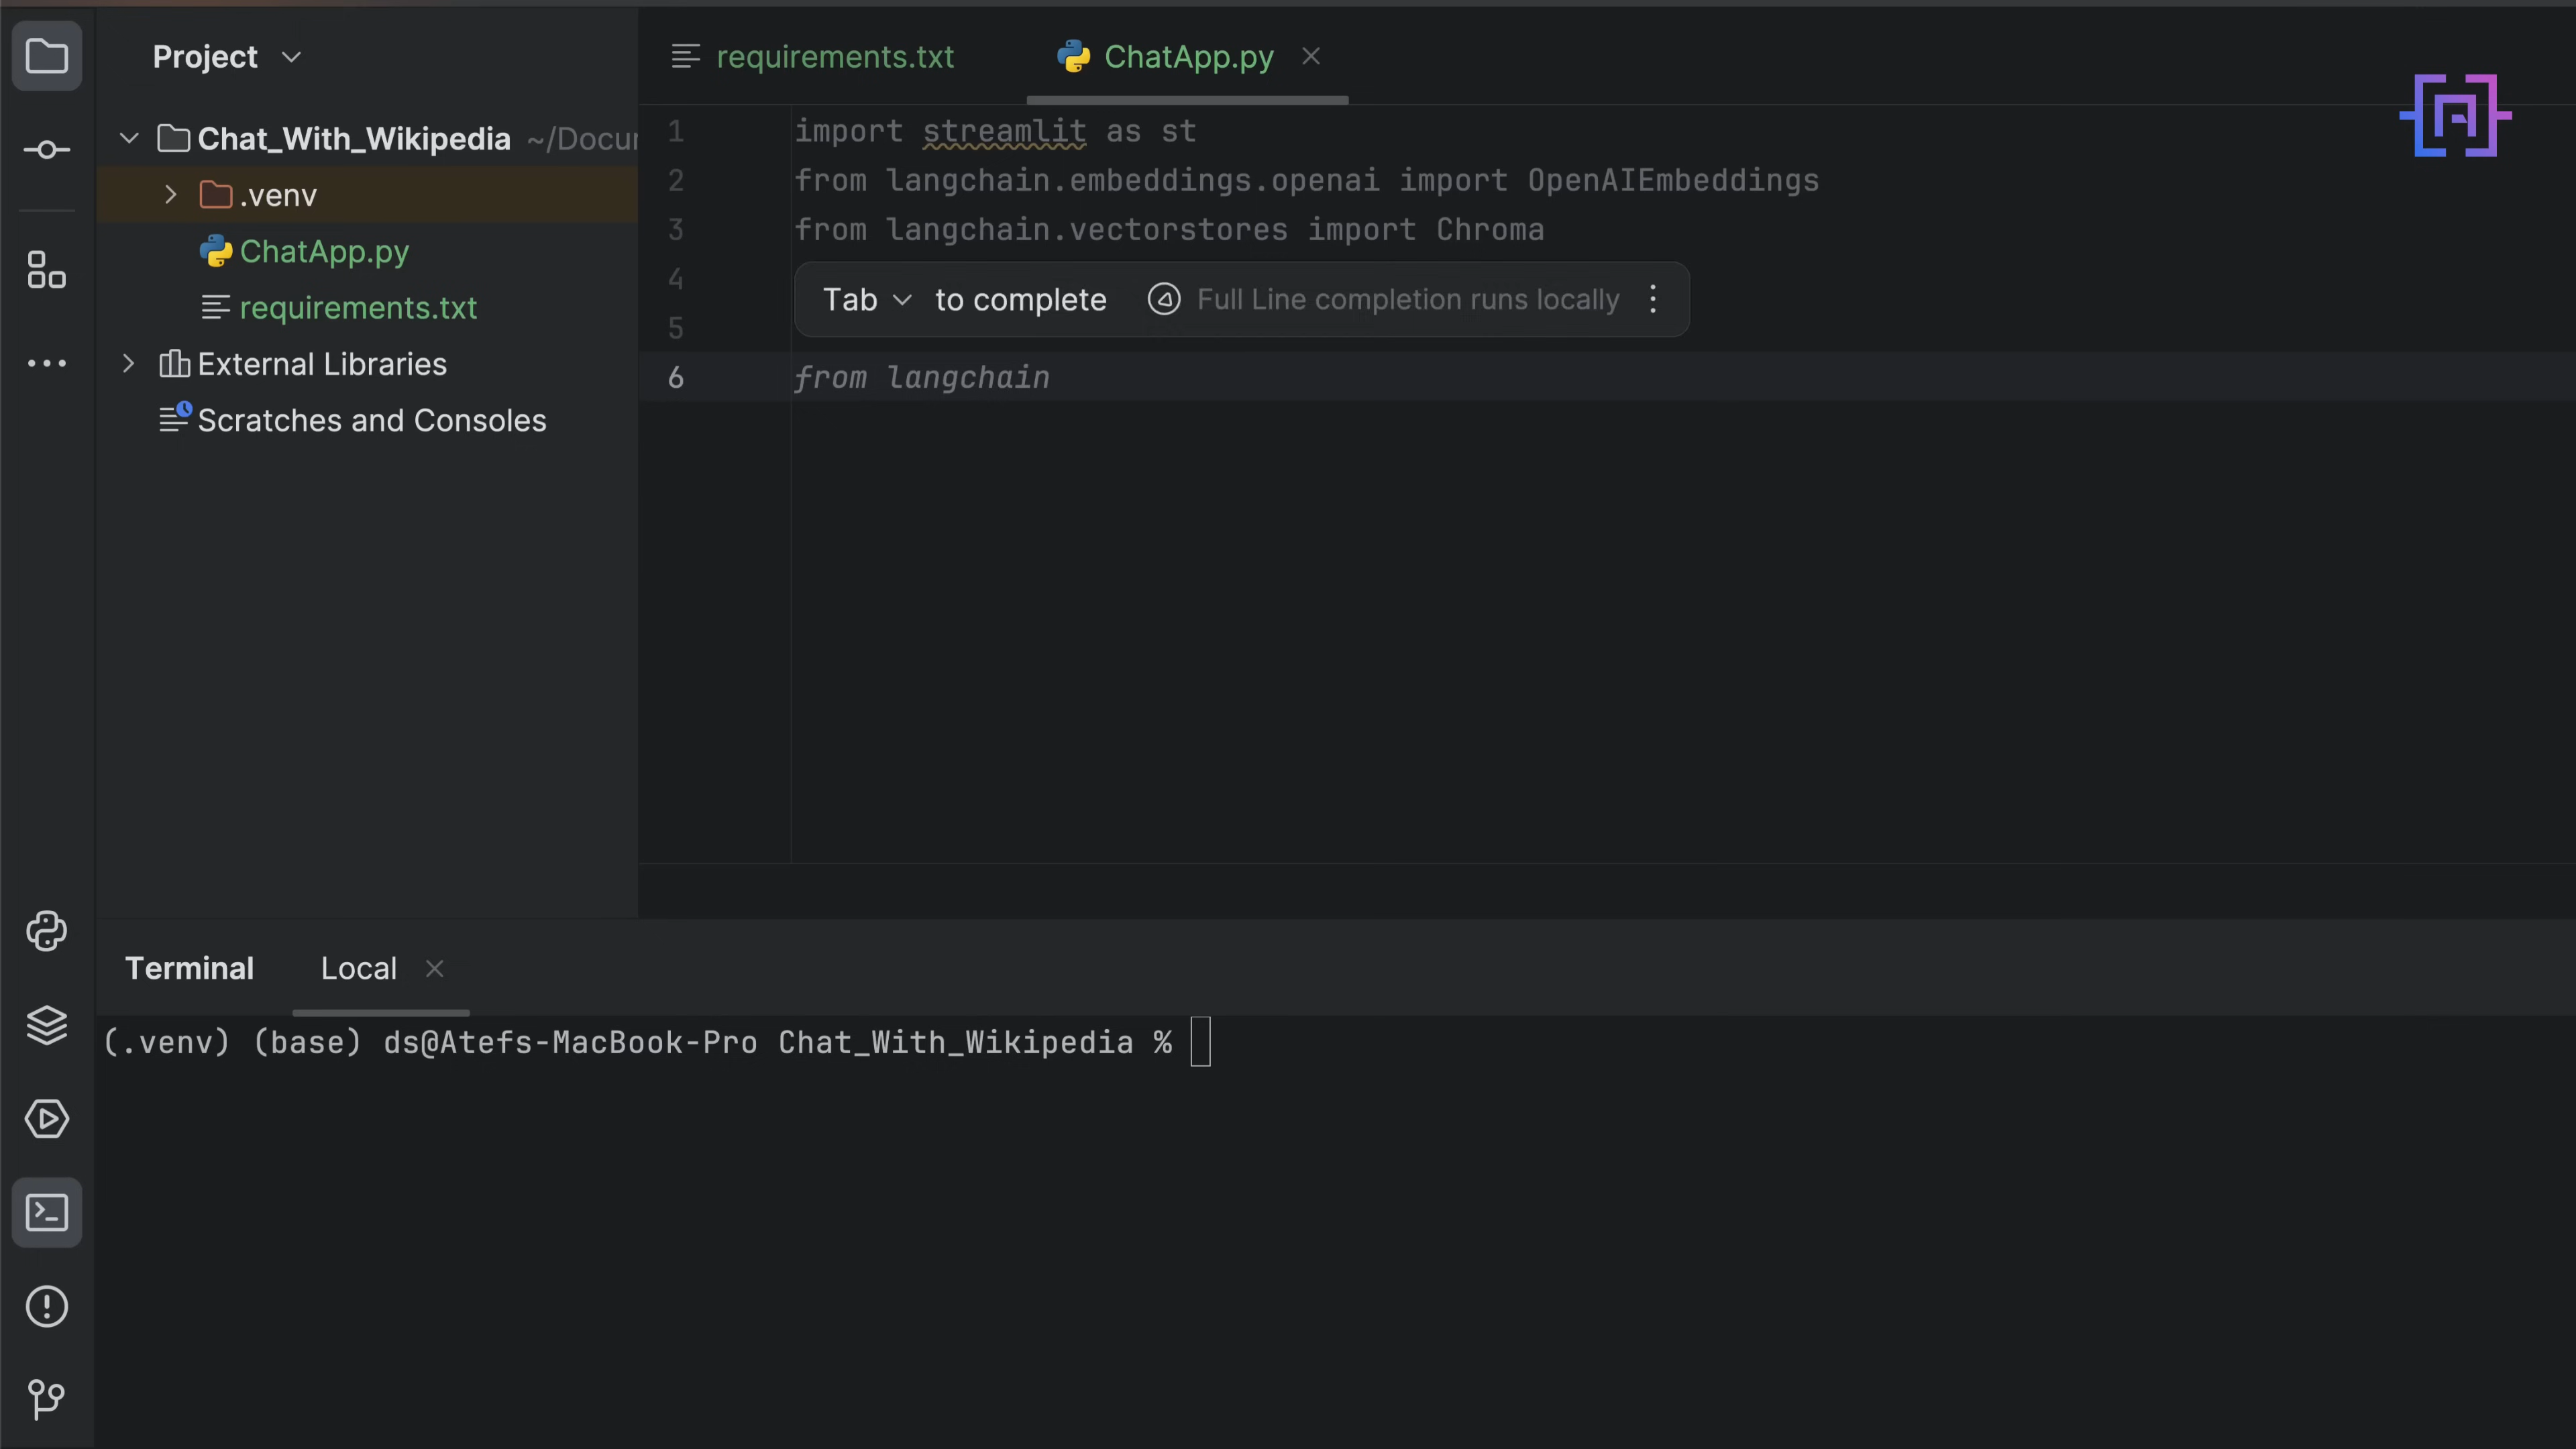 Project
Chat_With_Wikipedia ~/Docu
.venv
ChatApp.py
requirements.txt
External Libraries
Scratches and Consoles
requirements.txt
ChatApp.py
1 import streamlit as st
2 from langchain.embeddings.openai import OpenAIEmbeddings
3 from langchain.vectorstores import Chroma
4
Tab to complete Full Line completion runs locally
5
6 from langchain
Terminal Local
(.venv) (base) ds@Atefs-MacBook-Pro Chat_With_Wikipedia %